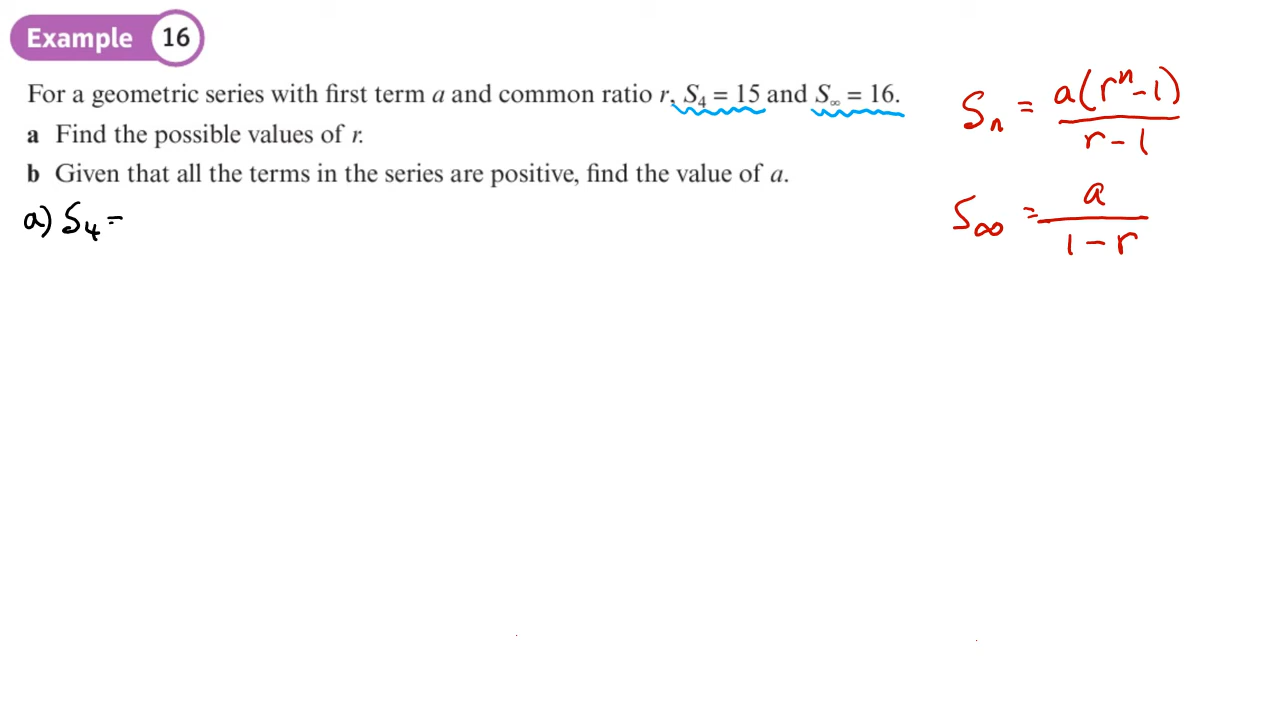 Example 16
For a geometric series with first term a and common ratio r, S₄ = 15 and S∞ = 16.
a Find the possible values of r.
b Given that all the terms in the series are positive, find the value of a.
a) S₄ =
Sₙ = a(rⁿ - 1)
r - 1
S∞ = a
1 - r